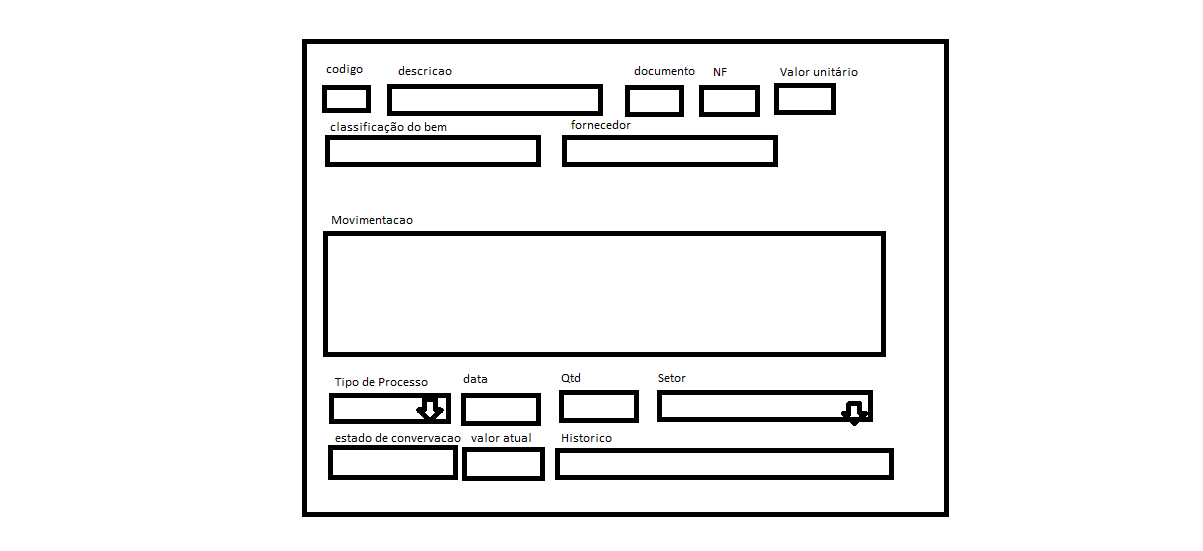 codigo descricao documento NF Valor unitário
classificação do bem fornecedor
Movimentacao
Tipo de Processo data Qtd Setor
estado de convervacao valor atual Historico